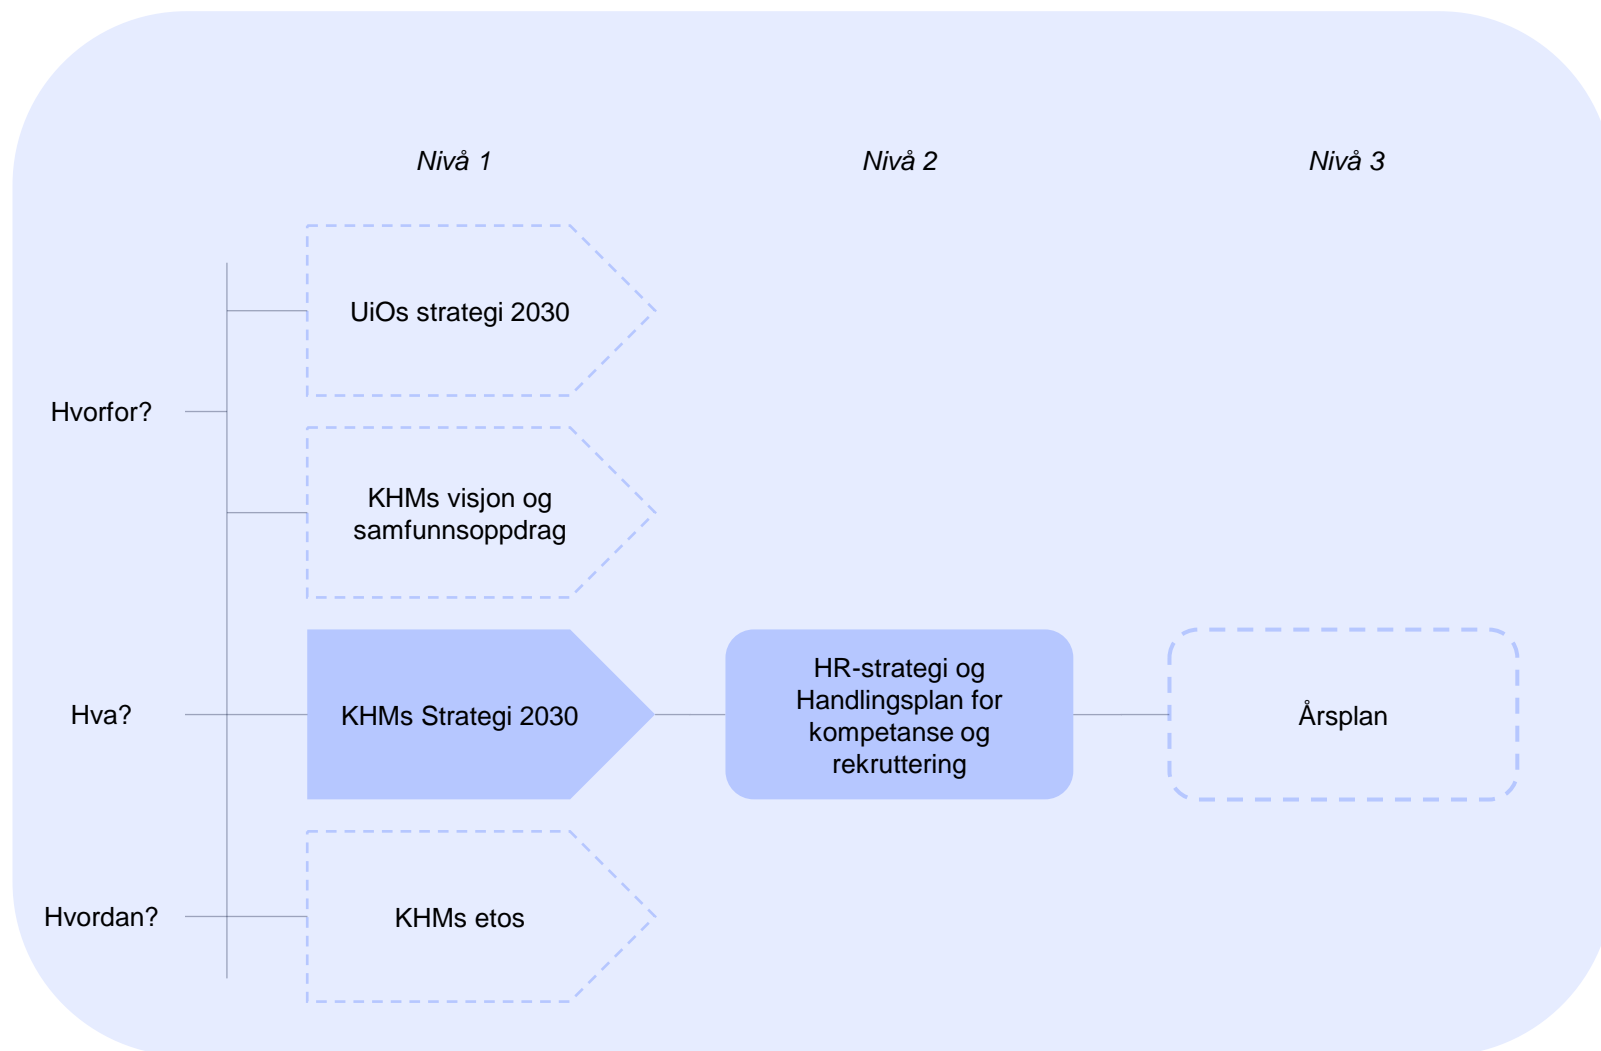 Nivå 1
Nivå 2
Nivå 3
UiOs strategi 2030
Hvorfor?
KHMs visjon og
samfunnsoppdrag
Hva?
KHMs Strategi 2030
HR-strategi og
Handlingsplan for
kompetanse og
rekruttering
Årsplan
Hvordan?
KHMs etos